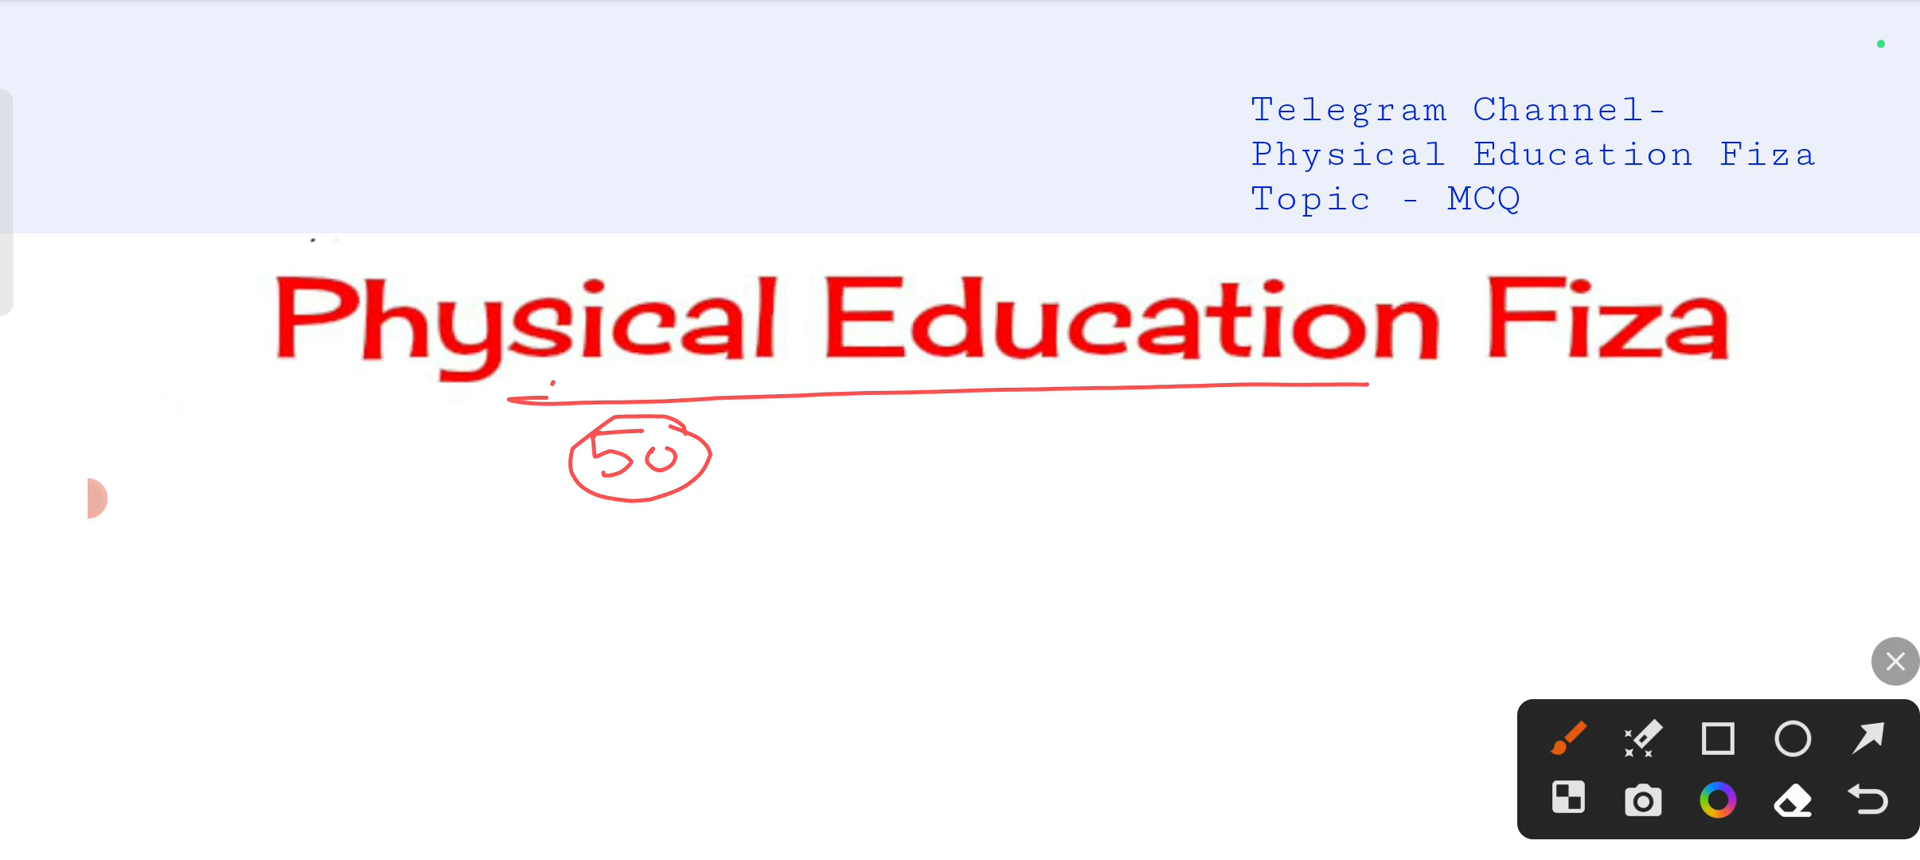 Telegram Channel-
Physical Education Fiza
Topic - MCQ
Physical Education Fiza
50